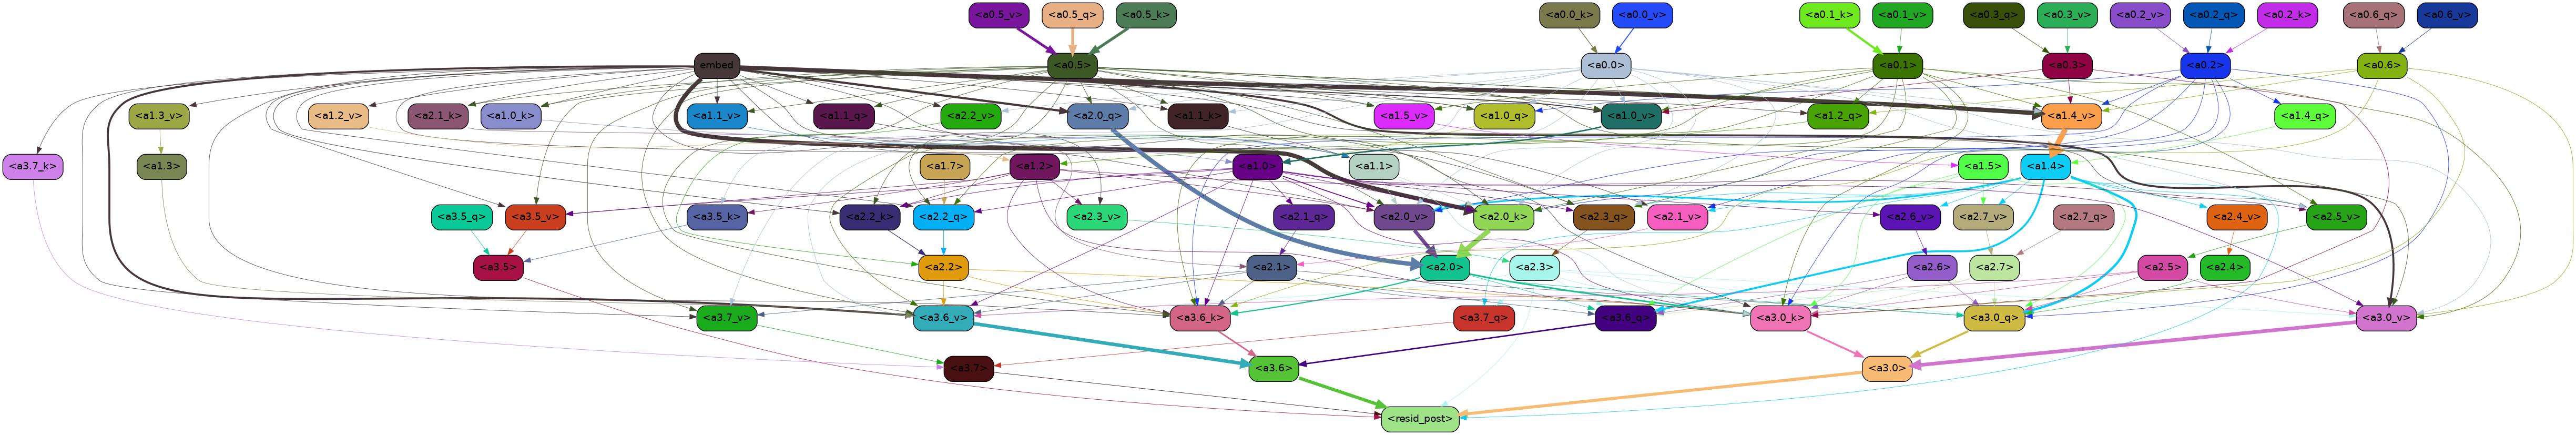 <a0.5_v> <a0.5_q> <a0.5_k> <a0.0_k> <a0.0_v> <a0.1_k> <a0.1_v> <a0.3_q> <a0.3_v> <a0.2_v> <a0.2_q> <a0.2_k> <a0.6_q> <a0.6_v>
embed <a0.5> <a0.0> <a0.1> <a0.3> <a0.2> <a0.6>
<a1.3_v> <a1.2_v> <a2.1_k> <a1.0_k> <a1.1_v> <a1.1_q> <a2.2_v> <a2.0_q> <a1.1_k> <a1.5_v> <a1.0_q> <a1.0_v> <a1.2_q> <a1.4_v> <a1.4_q>
<a3.7_k> <a1.3> <a1.7> <a1.2> <a1.0> <a1.1> <a1.5> <a1.4>
<a3.5_q> <a3.5_v> <a3.5_k> <a2.2_k> <a2.2_q> <a2.3_v> <a2.1_q> <a2.0_v> <a2.0_k> <a2.3_q> <a2.1_v> <a2.6_v> <a2.7_v> <a2.7_q> <a2.4_v> <a2.5_v>
<a3.5> <a2.2> <a2.1> <a2.0> <a2.3> <a2.6> <a2.7> <a2.5> <a2.4>
<a3.7_v> <a3.6_v> <a3.6_k> <a3.7_q> <a3.6_q> <a3.0_k> <a3.0_q> <a3.0_v>
<a3.7> <a3.6> <a3.0>
<resid_post>